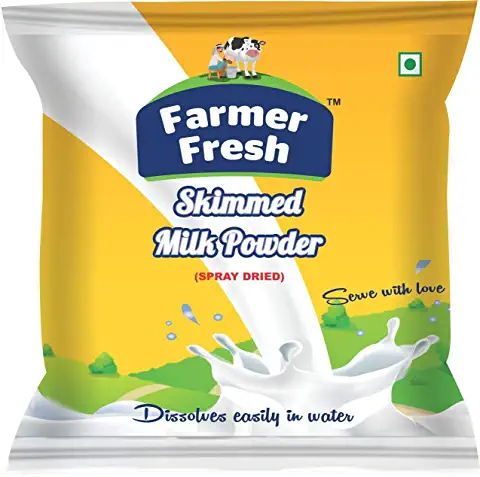 Farmer
Fresh
TM
Skimmed
Milk Powder
(SPRAY DRIED)
Serve with love
Dissolves easily in water